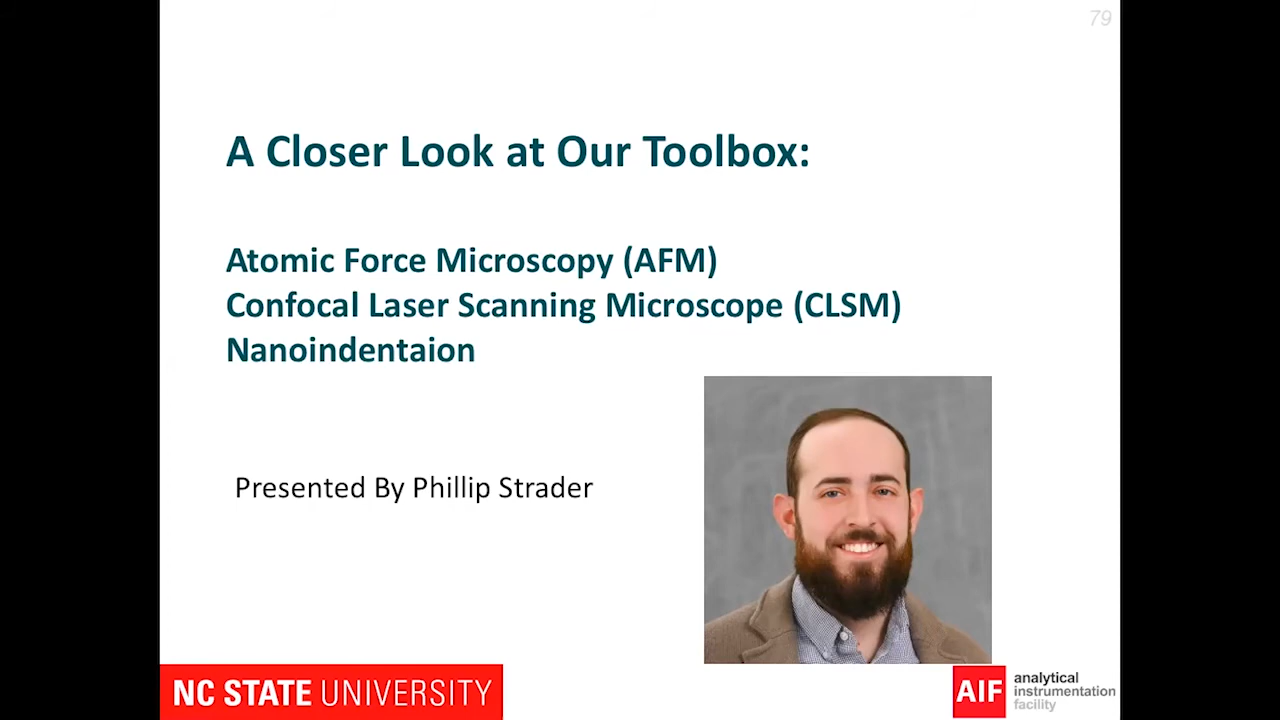 79
A Closer Look at Our Toolbox:
Atomic Force Microscopy (AFM)
Confocal Laser Scanning Microscope (CLSM)
Nanoindentaion
Presented By Phillip Strader
NC STATE UNIVERSITY
AIF
analytical
instrumentation
facility